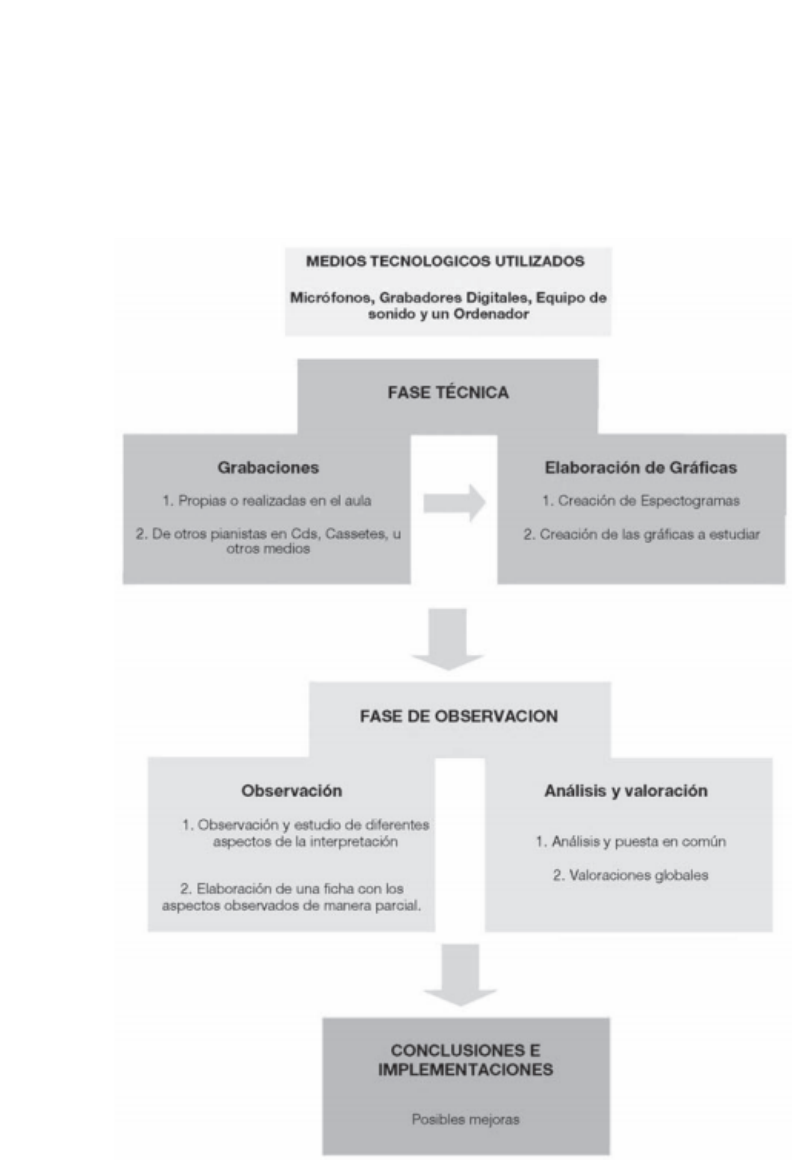 MEDIOS TECNOLOGICOS UTILIZADOS
Micrófonos, Grabadores Digitales, Equipo de
sonido y un Ordenador
FASE TÉCNICA
Grabaciones
1. Propias o realizadas en el aula
2. De otros pianistas en Cds, Cassetes, u
otros medios
Elaboración de Gráficas
1. Creación de Espectogramas
2. Creación de las gráficas a estudiar
FASE DE OBSERVACION
Observación
1. Observación y estudio de diferentes
aspectos de la interpretación
2. Elaboración de una ficha con los
aspectos observados de manera parcial.
Análisis y valoración
1. Análisis y puesta en común
2. Valoraciones globales
CONCLUSIONES E
IMPLEMENTACIONES
Posibles mejoras